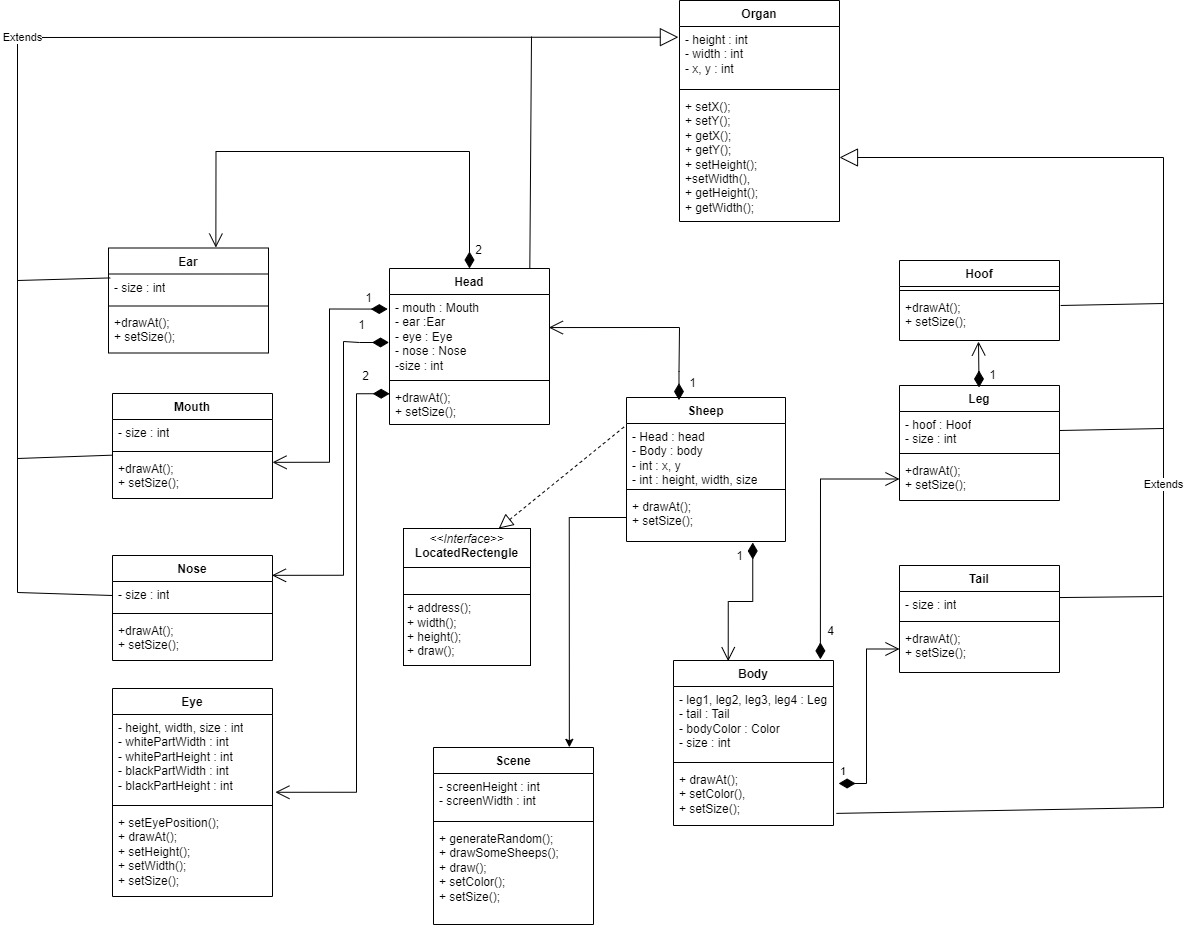 Organ
- height : int
- width : int
- x, y : int
+ setX();
+ setY();
+ getX();
+ getY();
+ setHeight();
+setWidth(),
+ getHeight();
+ getWidth();
Extends
Ear
- size : int
+drawAt();
+ setSize();
2
Head
- mouth : Mouth
- ear :Ear
- eye : Eye
- nose : Nose
-size : int
+drawAt();
+ setSize();
1
1
2
Hoof
+drawAt();
+ setSize();
1
Leg
- hoof : Hoof
- size : int
+drawAt();
+ setSize();
Mouth
- size : int
+drawAt();
+ setSize();
1
Sheep
- Head : head
- Body : body
- int : x, y
- int : height, width, size
+ drawAt();
+ setSize();
1
Extends
<<Interface>>
LocatedRectengle
+ address();
+ width();
+ height();
+ draw();
Nose
- size : int
+drawAt();
+ setSize();
Tail
- size : int
+drawAt();
+ setSize();
4
Body
- leg1, leg2, leg3, leg4 : Leg
- tail : Tail
- bodyColor : Color
- size : int
+ drawAt();
+ setColor(),
+ setSize();
1
Eye
- height, width, size : int
- whitePartWidth : int
- whitePartHeight : int
- blackPartWidth : int
- blackPartHeight : int
+ setEyePosition();
+ drawAt();
+ setHeight();
+ setWidth();
+ setSize();
Scene
- screenHeight : int
- screenWidth : int
+ generateRandom();
+ drawSomeSheeps();
+ draw();
+ setColor();
+ setSize();